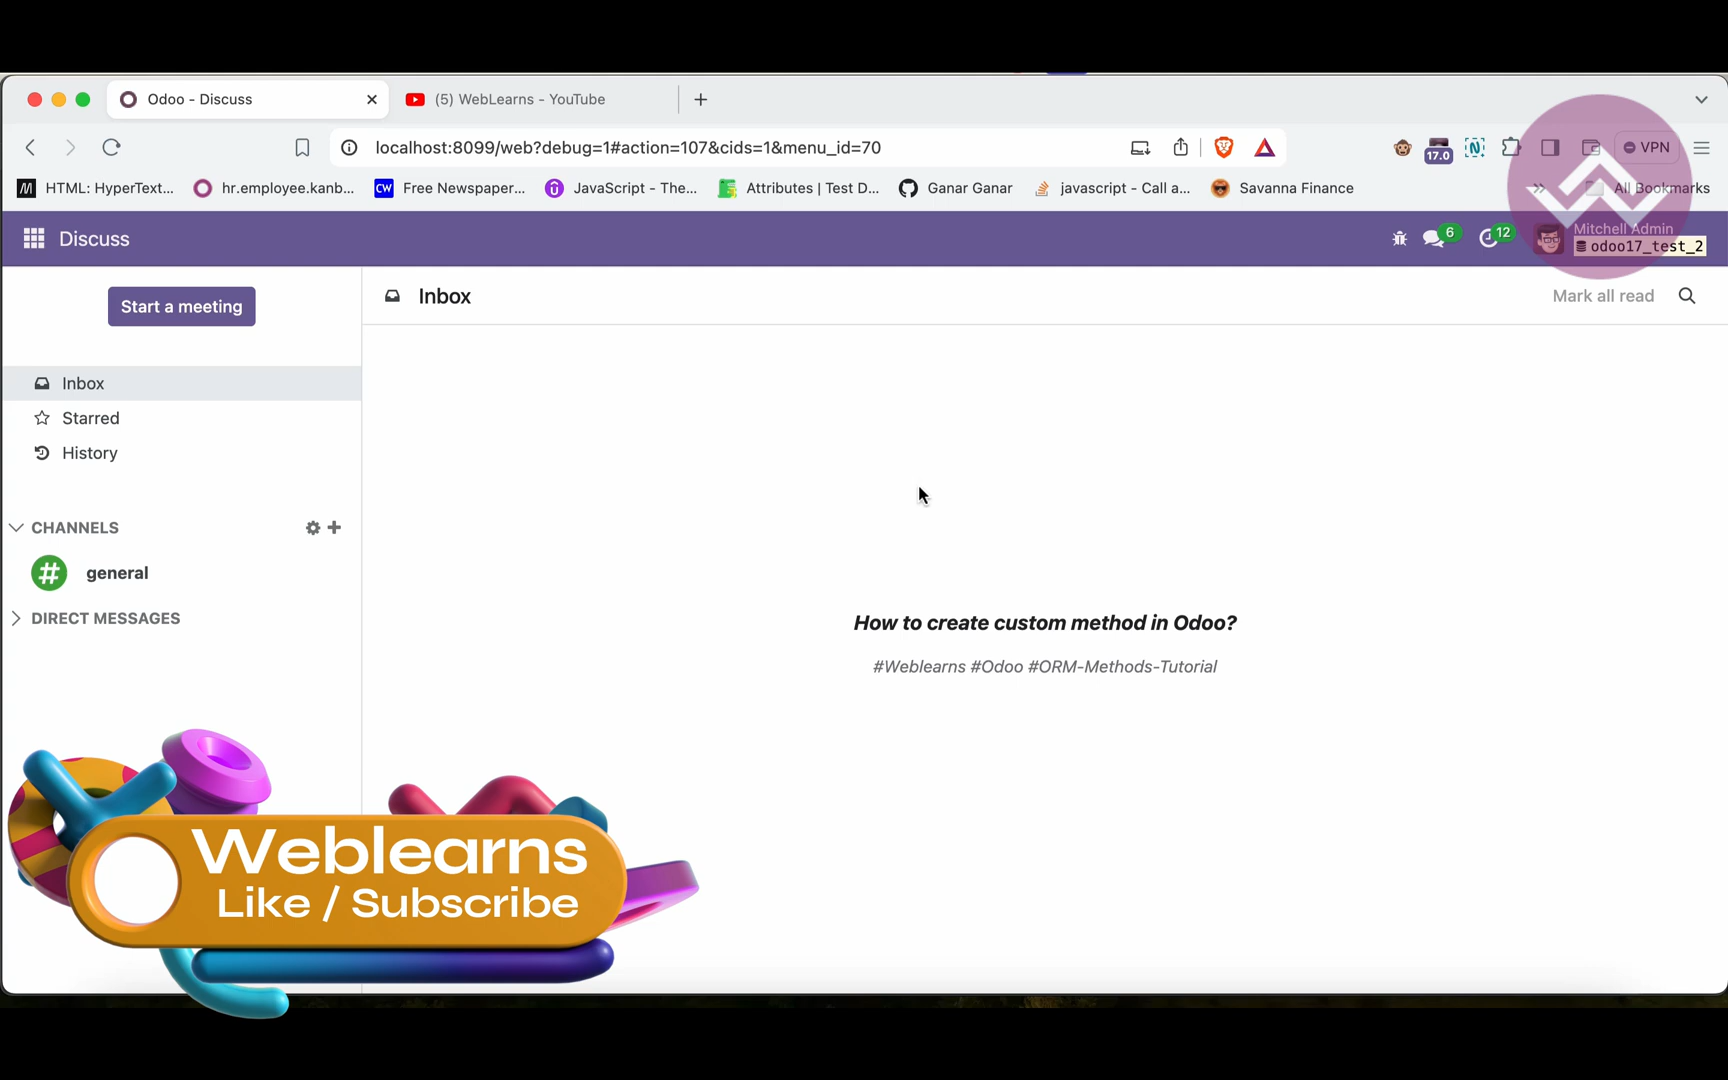 Odoo - Discuss
(5) WebLearns - YouTube
localhost:8099/web?debug=1#action=107&cids=1&menu_id=70
17.0
VPN
HTML: HyperText...
hr.employee.kanb...
CW
Free Newspaper...
JavaScript - The...
Attributes | Test D...
Ganar Ganar
javascript - Call a...
Savanna Finance
All Bookmarks
Discuss
6
12
Mitchell Admin
odoo17_test_2
Start a meeting
Inbox
Mark all read
Inbox
Starred
History
CHANNELS
general
DIRECT MESSAGES
How to create custom method in Odoo?
#Weblearns #Odoo #ORM-Methods-Tutorial
Weblearns
Like / Subscribe